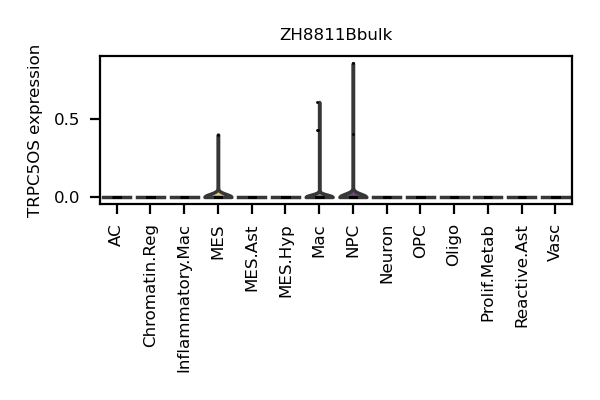 ZH8811Bbulk
TRPC5OS expression
0.5
0.0
AC
Chromatin.Reg
Inflammatory.Mac
MES
MES.Ast
MES.Hyp
Mac
NPC
Neuron
OPC
Oligo
Prolif.Metab
Reactive.Ast
Vasc